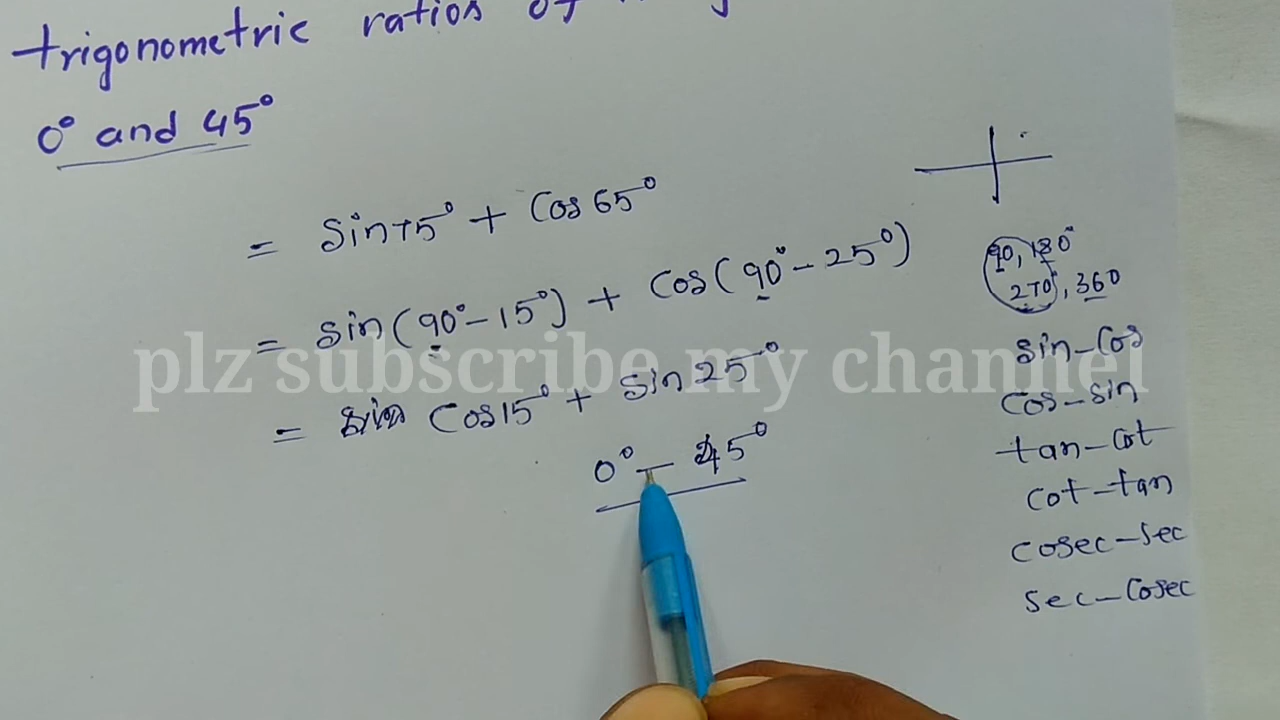 trigonometric ratios of
0° and 45°
= Sin75° + Cos65°
= Sin(90°-15°) + Cos(90°-25°)
= Cos15° + Sin25°
0° - 45°
90, 180°
270°, 360
sin-Cos
cos-sin
tan-Cot
cot-tan
cosec-sec
sec-Cosec
plz subscribe my channel